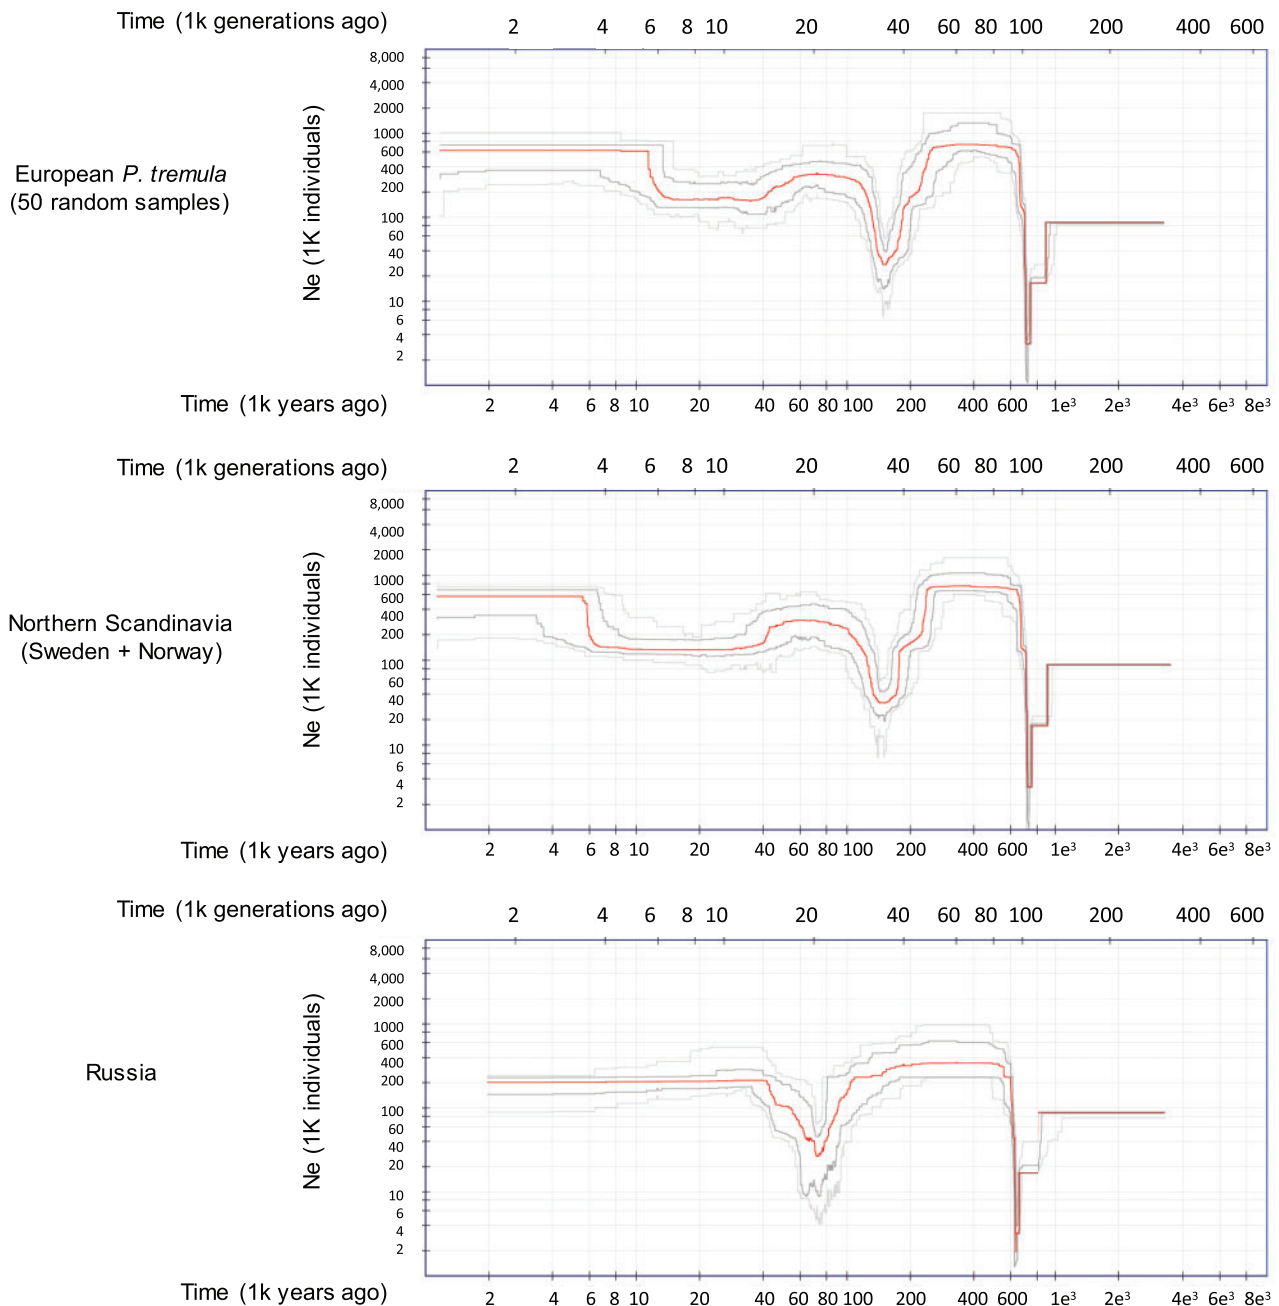 Time (1k generations ago)
2 4 6 8 10 20 40 60 80 100 200 400 600
European P. tremula
(50 random samples)
Ne (1K individuals)
8,000
4,000
2000
1000
600
400
200
100
60
40
20
10
6
4
2
Time (1k years ago)
2 4 6 8 10 20 40 60 80 100 200 400 600 1e³ 2e³ 4e³ 6e³ 8e³
Time (1k generations ago)
2 4 6 8 10 20 40 60 80 100 200 400 600
Northern Scandinavia
(Sweden + Norway)
Ne (1K individuals)
8,000
4,000
2000
1000
600
400
200
100
60
40
20
10
6
4
2
Time (1k years ago)
2 4 6 8 10 20 40 60 80 100 200 400 600 1e³ 2e³ 4e³ 6e³ 8e³
Time (1k generations ago)
2 4 6 8 10 20 40 60 80 100 200 400 600
Russia
Ne (1K individuals)
8,000
4,000
2000
1000
600
400
200
100
60
40
20
10
6
4
2
Time (1k years ago)
2 4 6 8 10 20 40 60 80 100 200 400 600 1e³ 2e³ 4e³ 6e³ 8e³